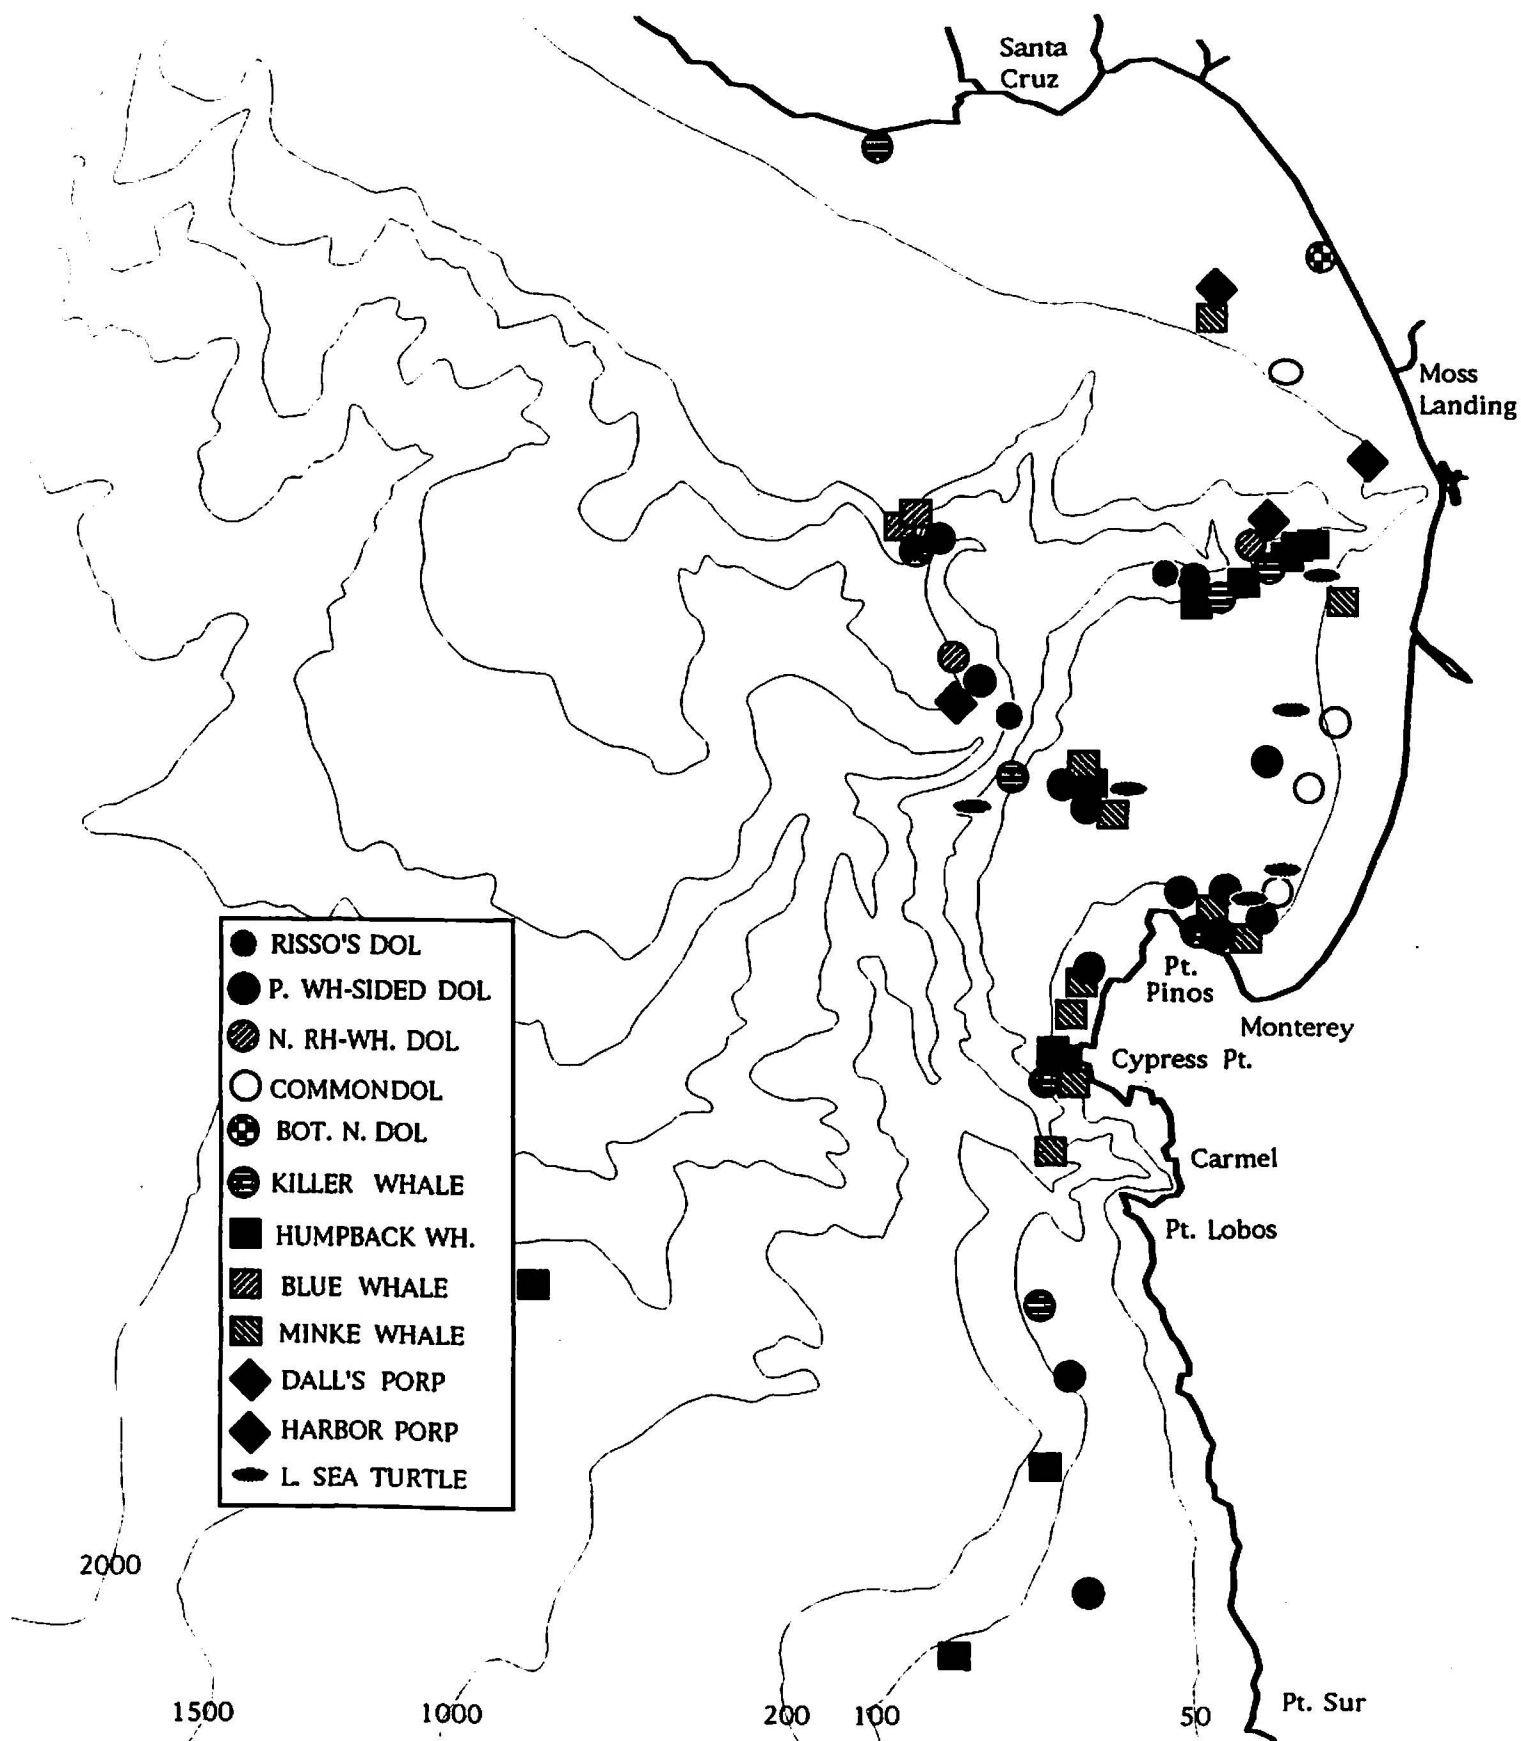 Santa
Cruz
Moss
Landing
RISSO'S DOL
P. WH-SIDED DOL
N. RH-WH. DOL
COMMON DOL
BOT. N. DOL
KILLER WHALE
HUMPBACK WH.
BLUE WHALE
MINKE WHALE
DALL'S PORP
HARBOR PORP
L. SEA TURTLE
Pt.
Pinos
Monterey
Cypress Pt.
Carmel
Pt. Lobos
2000
1500
1000
200
100
50
Pt. Sur